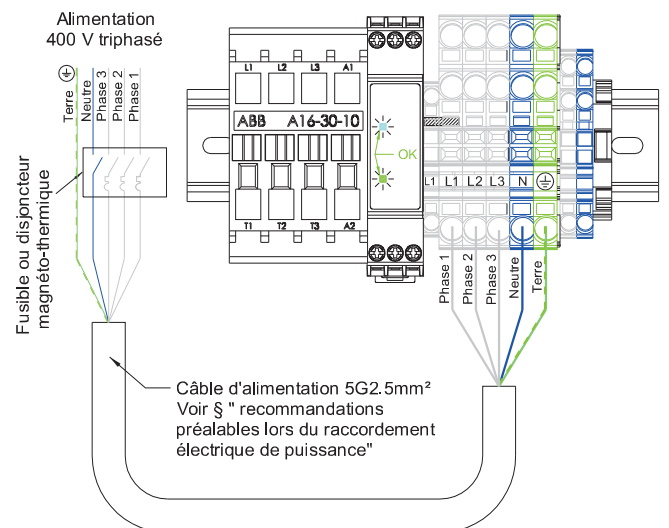 Alimentation
400 V triphasé
Terre
Neutre
Phase 3
Phase 2
Phase 1
Fusible ou disjoncteur
magnéto-thermique
L1 L2 L3 A1
ABB A16-30-10
T1 T2 T3 A2
OK
L1 L1 L2 L3 N
Phase 1
Phase 2
Phase 3
Neutre
Terre
Câble d'alimentation 5G2.5mm²
Voir § " recommandations
préalables lors du raccordement
électrique de puissance"